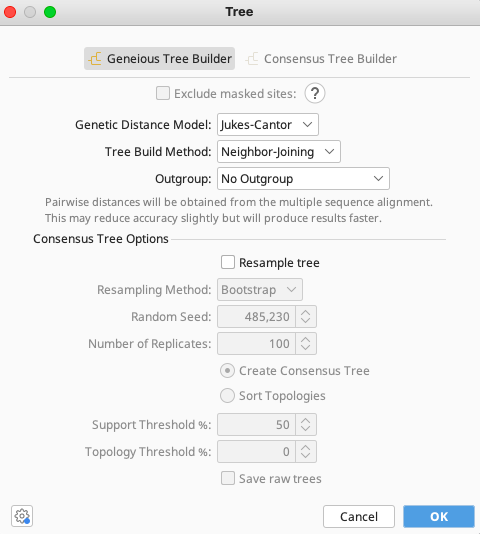 Tree
Geneious Tree Builder
Consensus Tree Builder
Exclude masked sites: ?
Genetic Distance Model: Jukes-Cantor
Tree Build Method: Neighbor-Joining
Outgroup: No Outgroup
Pairwise distances will be obtained from the multiple sequence alignment.
This may reduce accuracy slightly but will produce results faster.
Consensus Tree Options
Resample tree
Resampling Method: Bootstrap
Random Seed: 485,230
Number of Replicates: 100
Create Consensus Tree
Sort Topologies
Support Threshold %: 50
Topology Threshold %: 0
Save raw trees
Cancel
OK